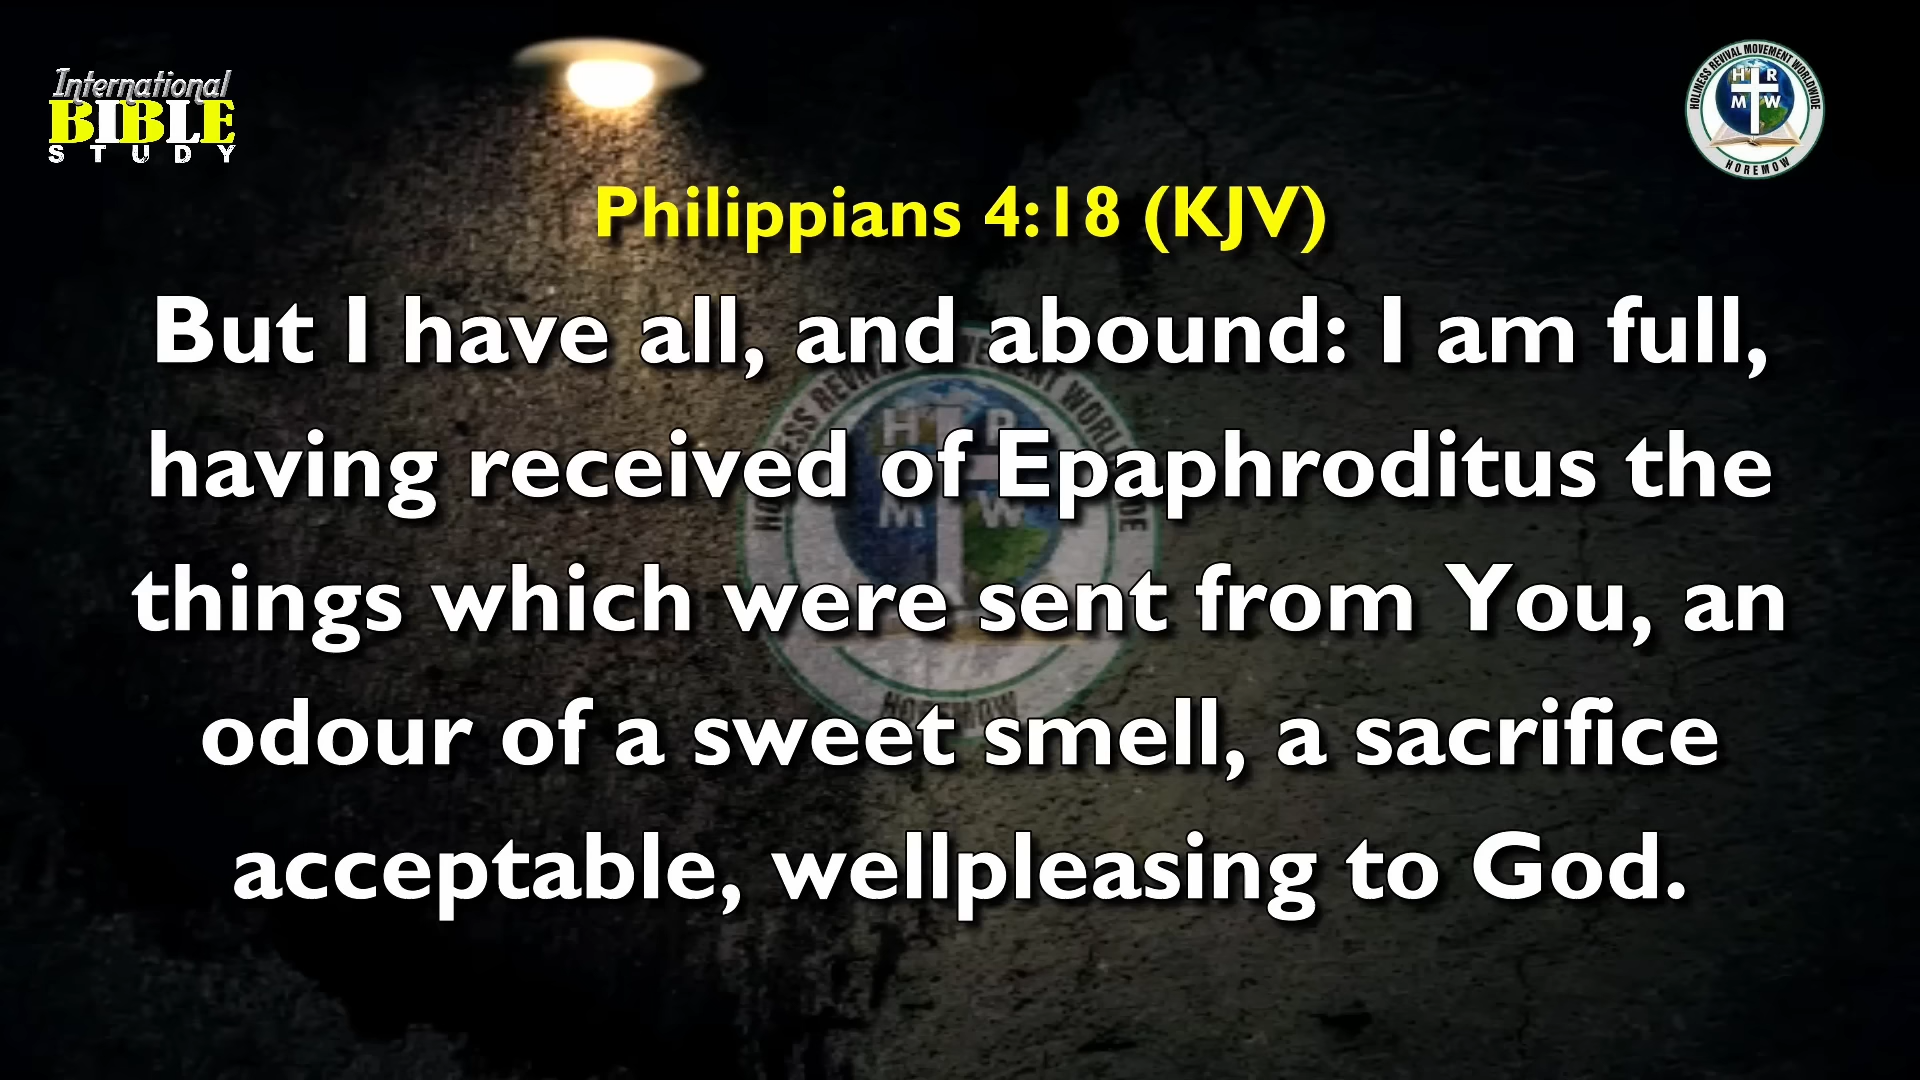 International
BIBLE
STUDY
HOLINESS REVIVAL MOVEMENT WORLDWIDE
H R
M W
HOREMOW
Philippians 4:18 (KJV)
But I have all, and abound: I am full,
having received of Epaphroditus the
things which were sent from You, an
odour of a sweet smell, a sacrifice
acceptable, wellpleasing to God.
H R
M W
HOREMOW